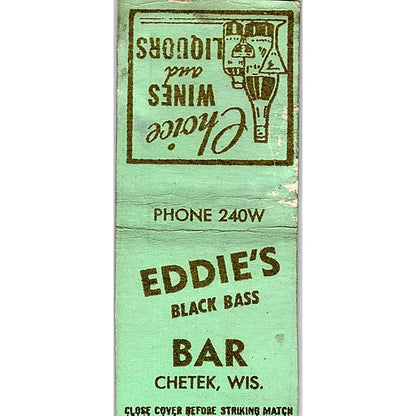 Choice
WINES
and
LIQUORS
PHONE 240W
EDDIE'S
BLACK BASS
BAR
CHETEK, WIS.
CLOSE COVER BEFORE STRIKING MATCH